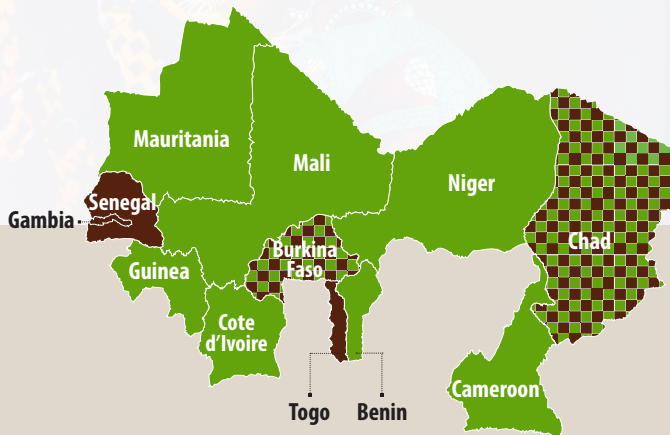 Mauritania
Mali
Niger
Senegal
Gambia
Chad
Burkina
Faso
Guinea
Cote
d'Ivoire
Cameroon
Togo
Benin